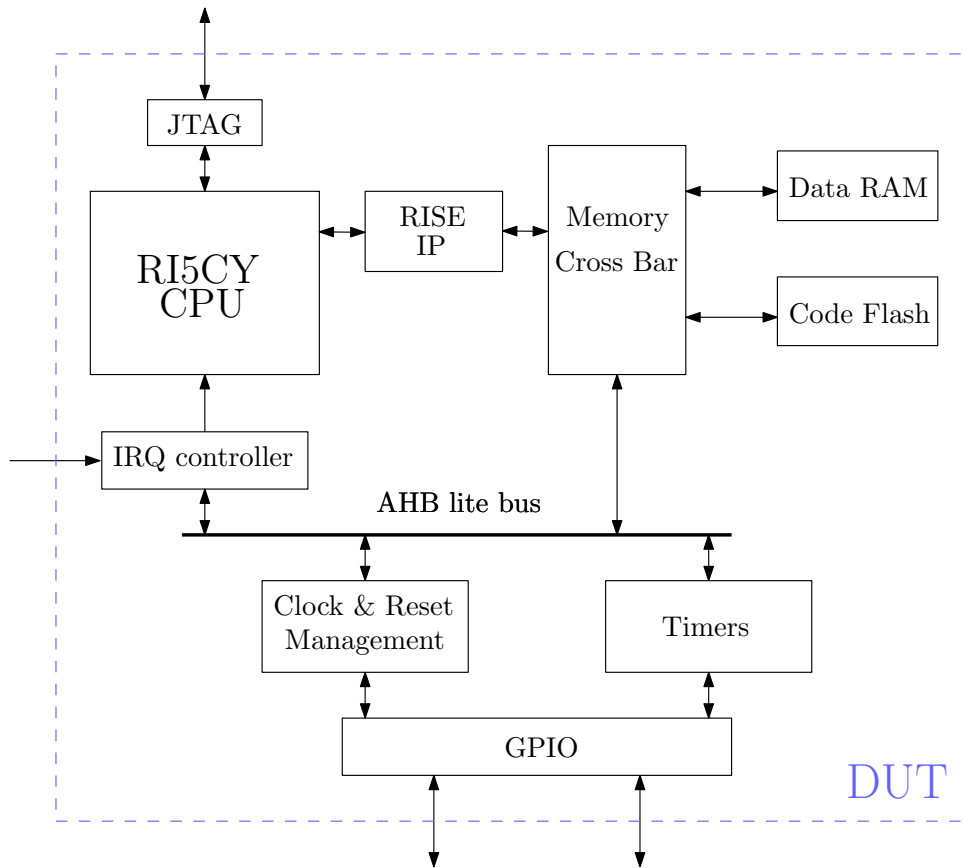 JTAG
RI5CY
CPU
RISE
IP
Memory
Cross Bar
Data RAM
Code Flash
IRQ controller
AHB lite bus
Clock & Reset
Management
Timers
GPIO
DUT